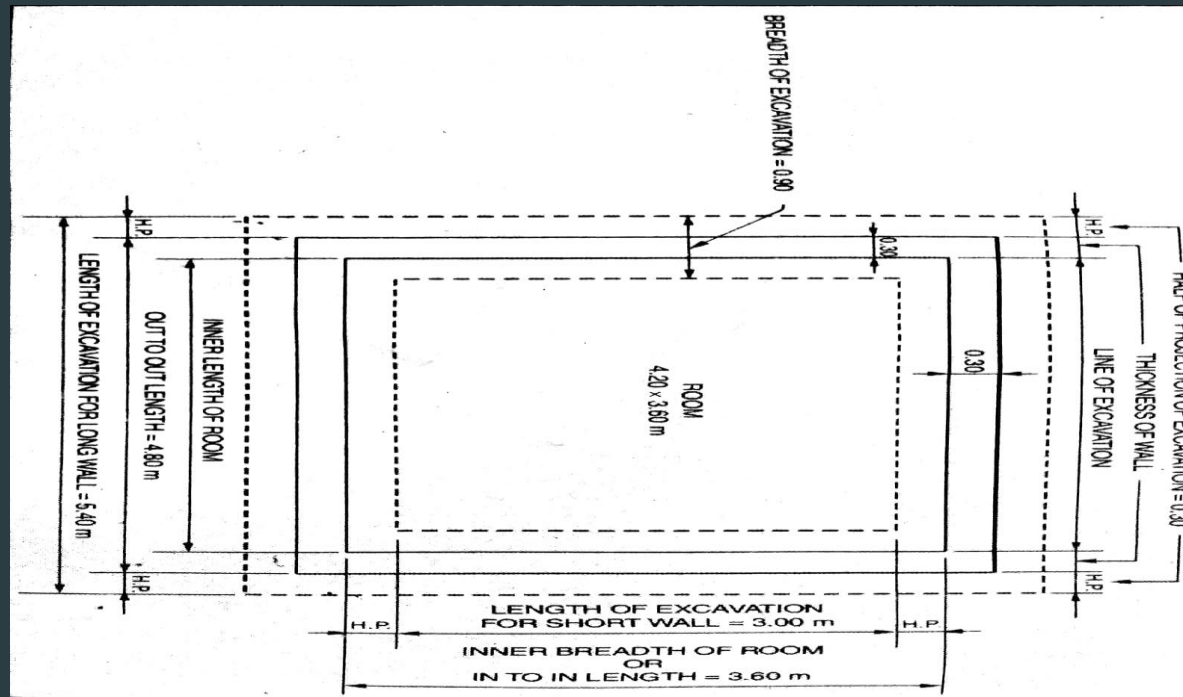 BREADTH OF EXCAVATION = 0.90
H.P.
H.P.
HALF OF PROJECTION OF EXCAVATION = 0.30
THICKNESS OF WALL
LINE OF EXCAVATION
0.30
0.30
ROOM
4.20 × 3.60 m
INNER LENGTH OF ROOM
OUT TO OUT LENGTH = 4.80 m
LENGTH OF EXCAVATION FOR LONG WALL = 5.40 m
H.P.
H.P.
LENGTH OF EXCAVATION
FOR SHORT WALL = 3.00 m
H.P.
H.P.
INNER BREADTH OF ROOM
OR
IN TO IN LENGTH = 3.60 m